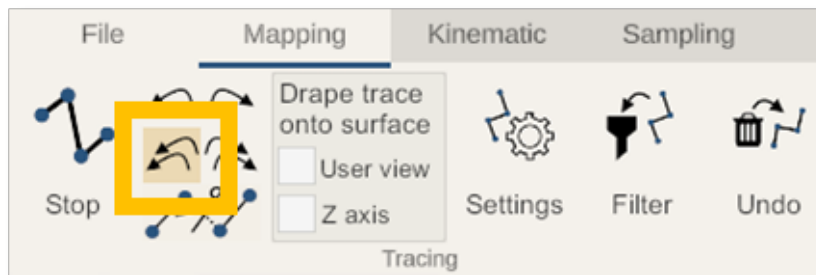 File Mapping Kinematic Sampling
Drape trace
onto surface
User view
Z axis
Stop Settings Filter Undo
Tracing